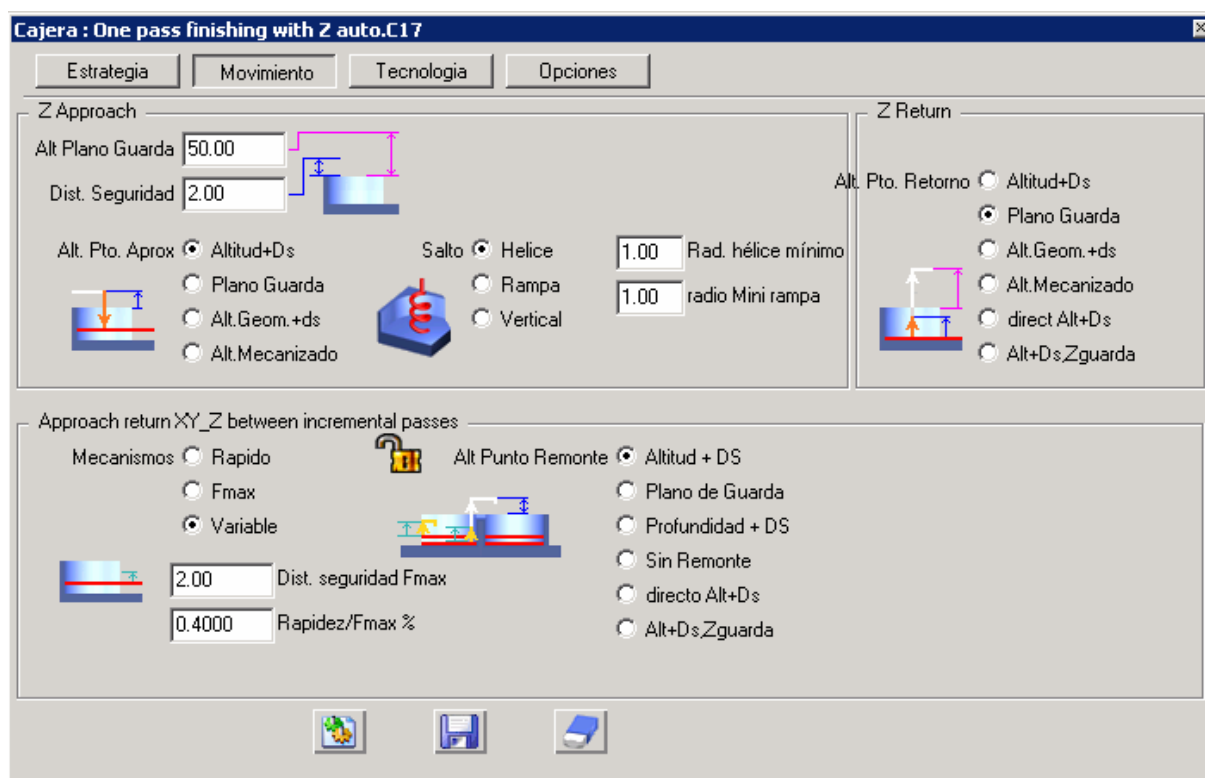 Cajera : One pass finishing with Z auto.C17
Estrategia Movimiento Tecnologia Opciones
Z Approach
Alt Plano Guarda 50.00
Dist. Seguridad 2.00
Alt. Pto. Aprox Altitud+Ds
Plano Guarda
Alt.Geom.+ds
Alt.Mecanizado
Salto Helice
Rampa
Vertical
1.00 Rad. hélice mínimo
1.00 radio Mini rampa
Z Return
Alt. Pto. Retorno Altitud+Ds
Plano Guarda
Alt.Geom.+ds
Alt.Mecanizado
direct Alt+Ds
Alt+Ds,Zguarda
Approach return XY_Z between incremental passes
Mecanismos Rapido
Fmax
Variable
2.00 Dist. seguridad Fmax
0.4000 Rapidez/Fmax %
Alt Punto Remonte Altitud + DS
Plano de Guarda
Profundidad + DS
Sin Remonte
directo Alt+Ds
Alt+Ds,Zguarda